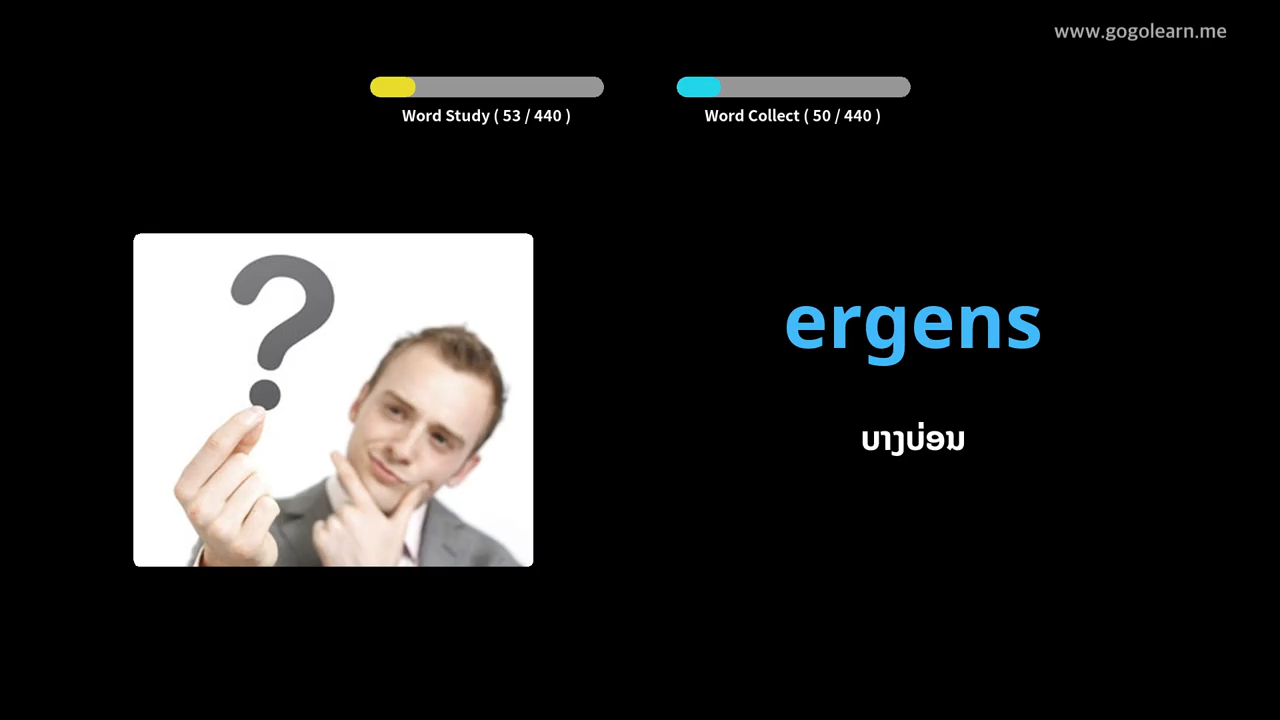 www.gogolearn.me
Word Study ( 53 / 440 )
Word Collect ( 50 / 440 )
?
ergens
ບາງບ່ອນ